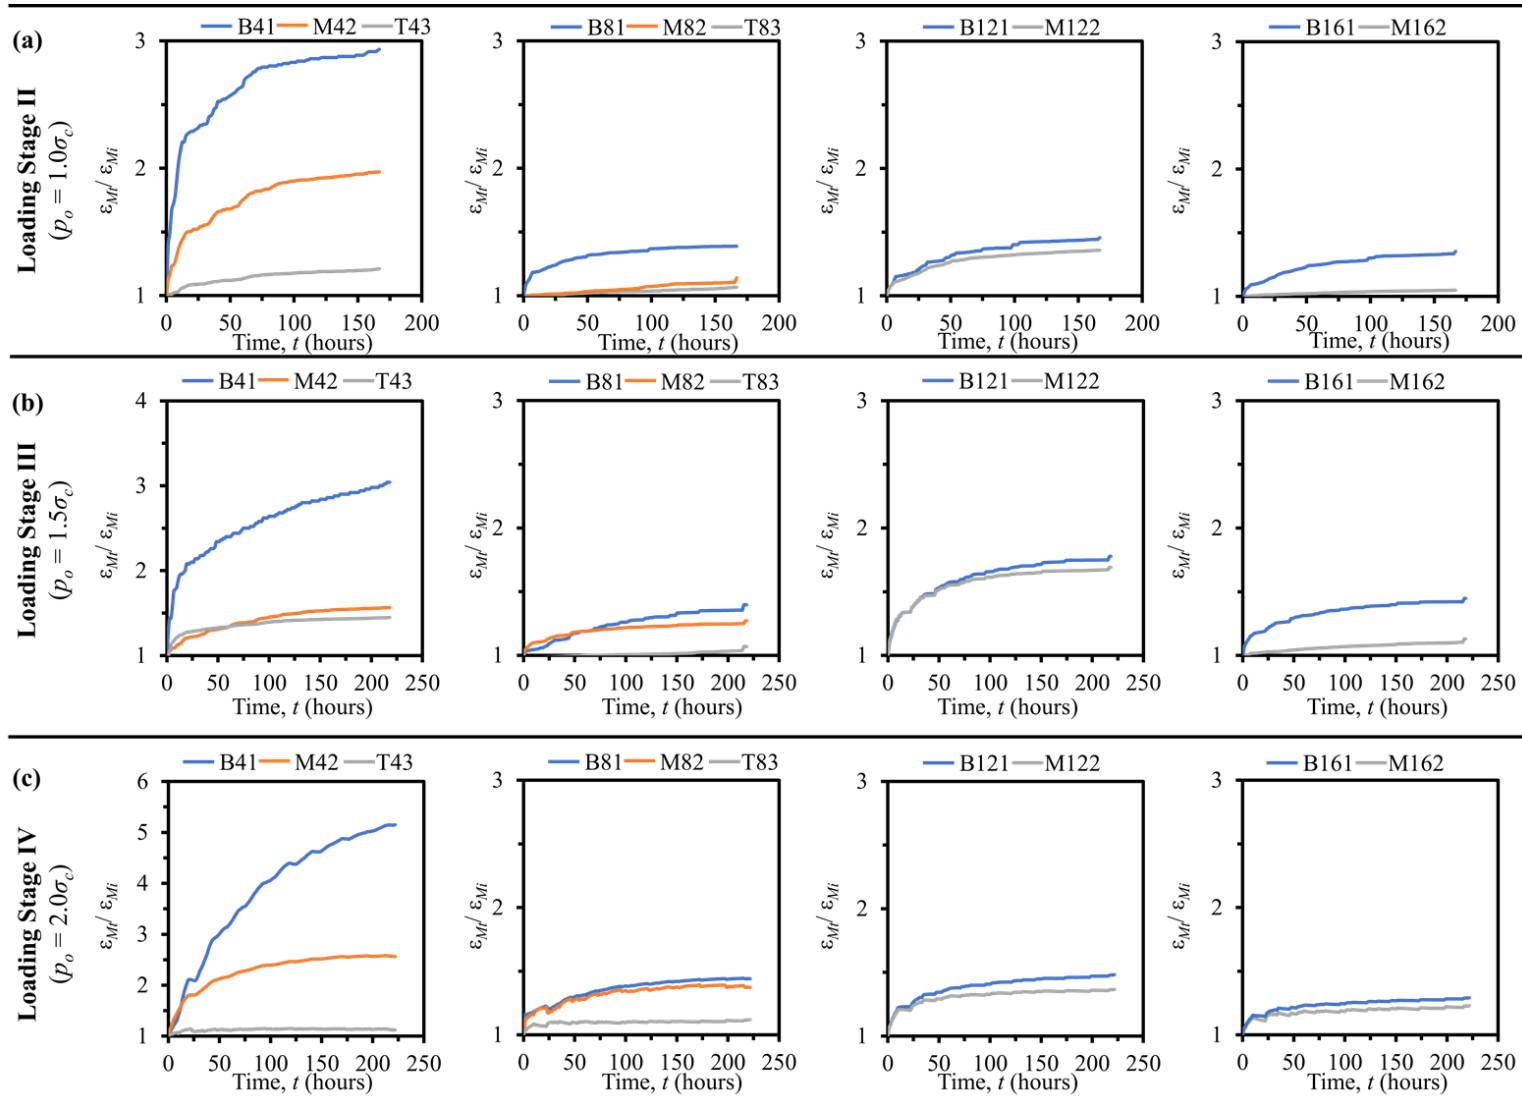 (a)
Loading Stage II
(p_o = 1.0σ_c)
B41 M42 T43
3
2
1
ε_Mt/ ε_Mi
0 50 100 150 200
Time, t (hours)
B81 M82 T83
3
2
1
ε_Mt/ ε_Mi
0 50 100 150 200
Time, t (hours)
B121 M122
3
2
1
ε_Mt/ ε_Mi
0 50 100 150 200
Time, t (hours)
B161 M162
3
2
1
ε_Mt/ ε_Mi
0 50 100 150 200
Time, t (hours)
(b)
Loading Stage III
(p_o = 1.5σ_c)
B41 M42 T43
4
3
2
1
ε_Mt/ ε_Mi
0 50 100 150 200 250
Time, t (hours)
B81 M82 T83
3
2
1
ε_Mt/ ε_Mi
0 50 100 150 200 250
Time, t (hours)
B121 M122
3
2
1
ε_Mt/ ε_Mi
0 50 100 150 200 250
Time, t (hours)
B161 M162
3
2
1
ε_Mt/ ε_Mi
0 50 100 150 200 250
Time, t (hours)
(c)
Loading Stage IV
(p_o = 2.0σ_c)
B41 M42 T43
6
5
4
3
2
1
ε_Mt/ ε_Mi
0 50 100 150 200 250
Time, t (hours)
B81 M82 T83
3
2
1
ε_Mt/ ε_Mi
0 50 100 150 200 250
Time, t (hours)
B121 M122
3
2
1
ε_Mt/ ε_Mi
0 50 100 150 200 250
Time, t (hours)
B161 M162
3
2
1
ε_Mt/ ε_Mi
0 50 100 150 200 250
Time, t (hours)